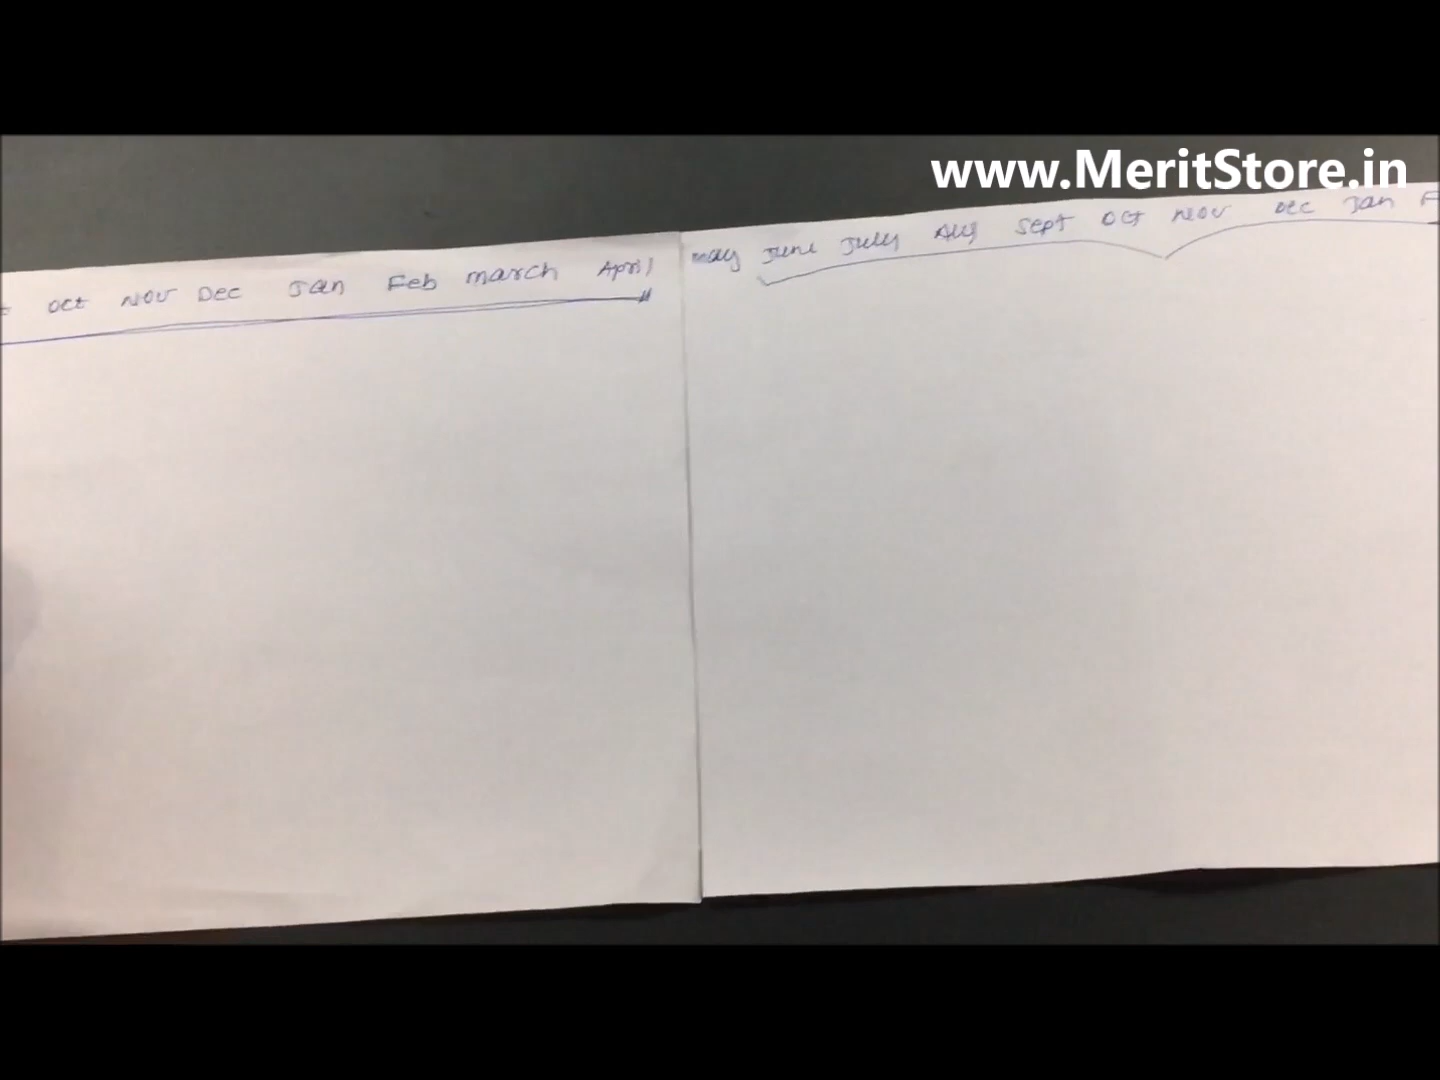 www.MeritStore.in
Oct Nov Dec Jan Feb march April
may June July Aug Sept Oct Nov Dec Jan F